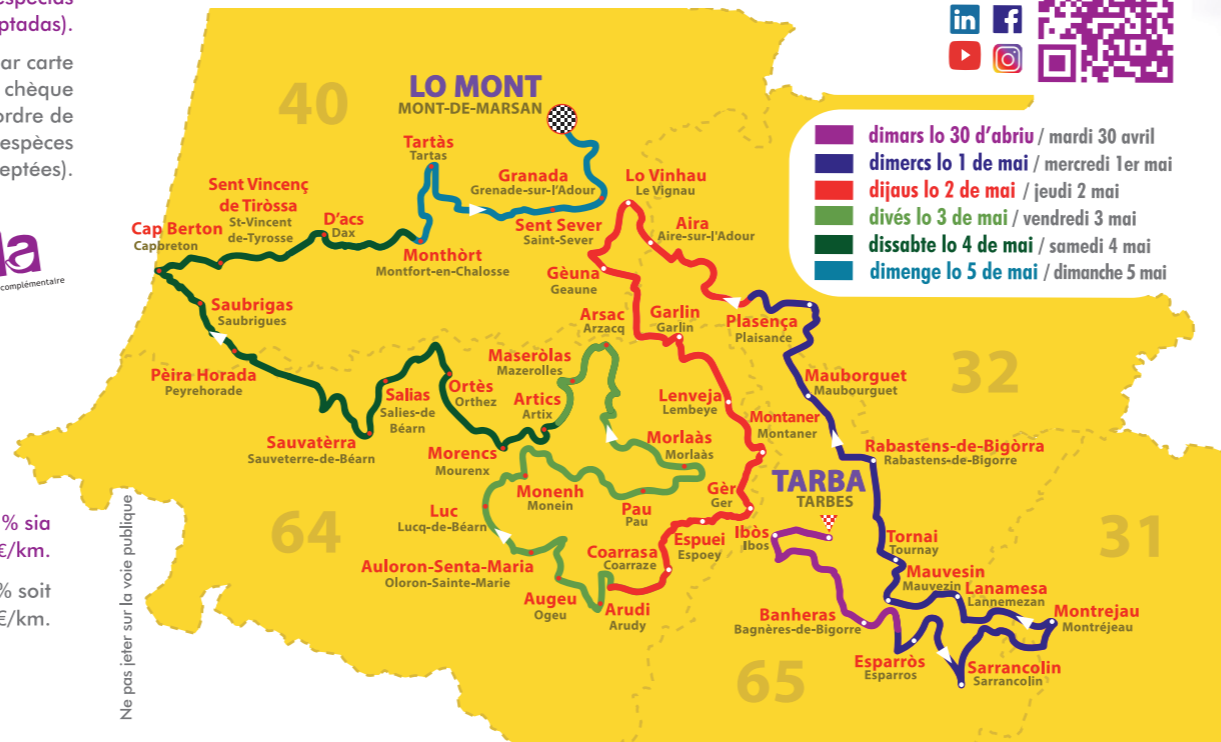 especias
ptadas).
ar carte
chèque
ordre de
espèces
eptées).
la
complémentaire
% sia
€/km.
% soit
€/km.
Ne pas jeter sur la voie publique
in
f
dimars lo 30 d'abriu / mardi 30 avril
dimercs lo 1 de mai / mercredi 1er mai
dijaus lo 2 de mai / jeudi 2 mai
divés lo 3 de mai / vendredi 3 mai
dissabte lo 4 de mai / samedi 4 mai
dimenge lo 5 de mai / dimanche 5 mai
40
LO MONT
MONT-DE-MARSAN
Tartàs
Tartas
Granada
Grenade-sur-l'Adour
Lo Vinhau
Le Vignau
Sent Vincenç
de Tiròssa
St-Vincent
de-Tyrosse
D'acs
Dax
Cap Berton
Capbreton
Sent Sever
Saint-Sever
Aira
Aire-sur-l'Adour
Monthòrt
Montfort-en-Chalosse
Gèuna
Geaune
Saubrigas
Saubrigues
Arsac
Arzacq
Garlin
Garlin
Plasença
Plaisance
Maseròlas
Mazerolles
32
Pèira Horada
Peyrehorade
Salias
Salies-de
Béarn
Ortès
Orthez
Artics
Artix
Lenveja
Lembeye
Mauborguet
Maubourguet
Montaner
Montaner
Sauvatèrra
Sauveterre-de-Béarn
Morencs
Mourenx
Morlaàs
Morlaàs
Rabastens-de-Bigòrra
Rabastens-de-Bigorre
TARBA
TARBES
Monenh
Monein
Gèr
Ger
64
Luc
Lucq-de-Béarn
Pau
Pau
Espuei
Espoey
Ibòs
Ibos
31
Tornai
Tournay
Coarrasa
Coarraze
Auloron-Senta-Maria
Oloron-Sainte-Marie
Mauvesin
Mauvezin
Lanamesa
Lannemezan
Augeu
Ogeu
Arudi
Arudy
Banheras
Bagnères-de-Bigorre
Montrejau
Montréjeau
Esparròs
Esparros
Sarrancolin
Sarrancolin
65